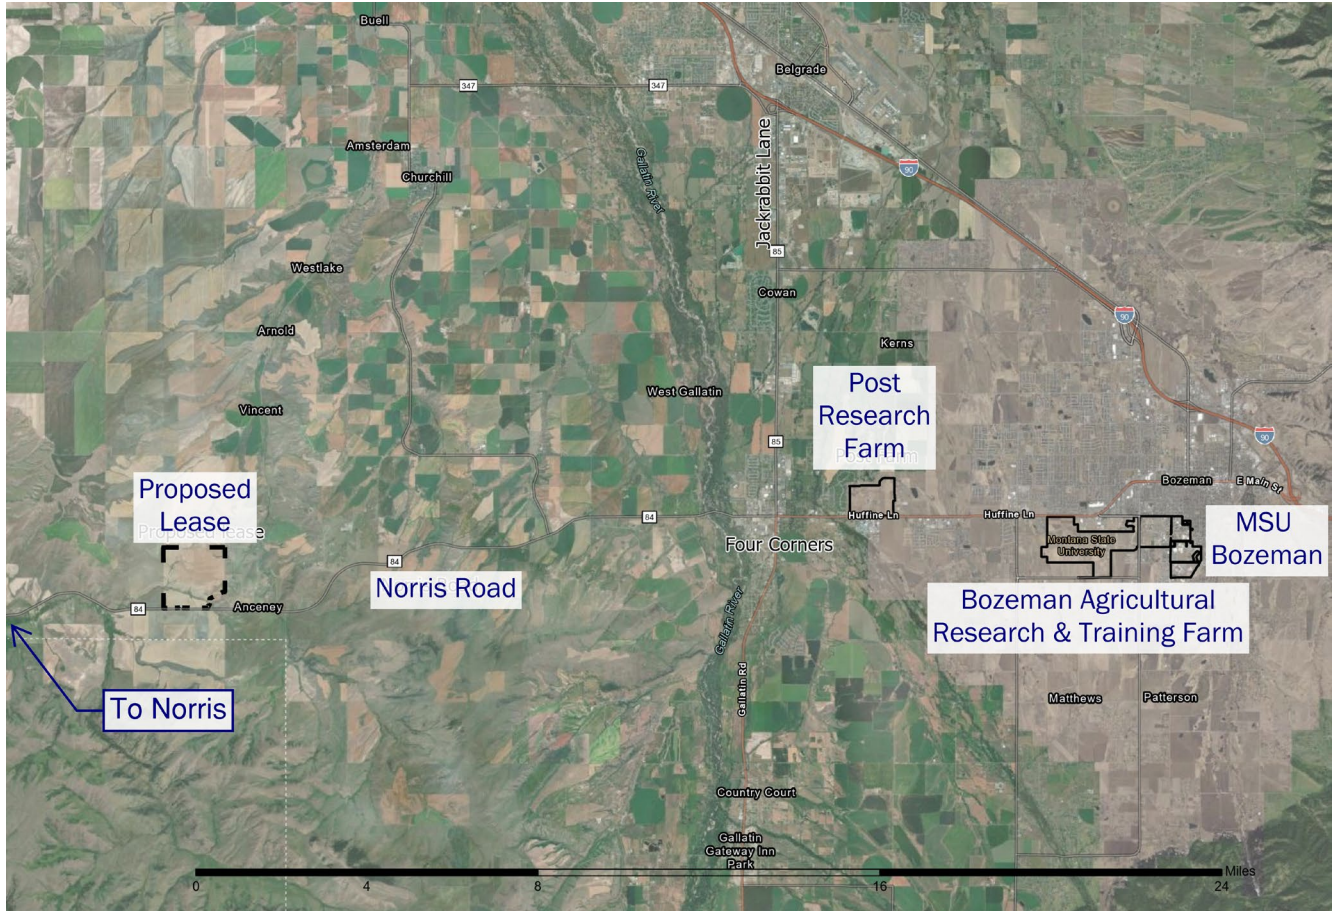 Buell
Belgrade
347
347
Jackrabbit Lane
Amsterdam
Churchill
Gallatin River
90
85
Westlake
Cowan
90
Arnold
Kerns
West Gallatin
Vincent
Post
Research
Farm
85
90
Proposed
Lease
Proposed lease
Bozeman
E Main St
84
Huffine Ln
Huffine Ln
MSU
Bozeman
Four Corners
Montana State
University
84
Norris Road
84
Anceney
Gallatin River
Bozeman Agricultural
Research & Training Farm
To Norris
Gallatin Rd
Matthews
Patterson
Country Court
Gallatin
Gateway Inn
Park
Miles
0
4
8
16
24